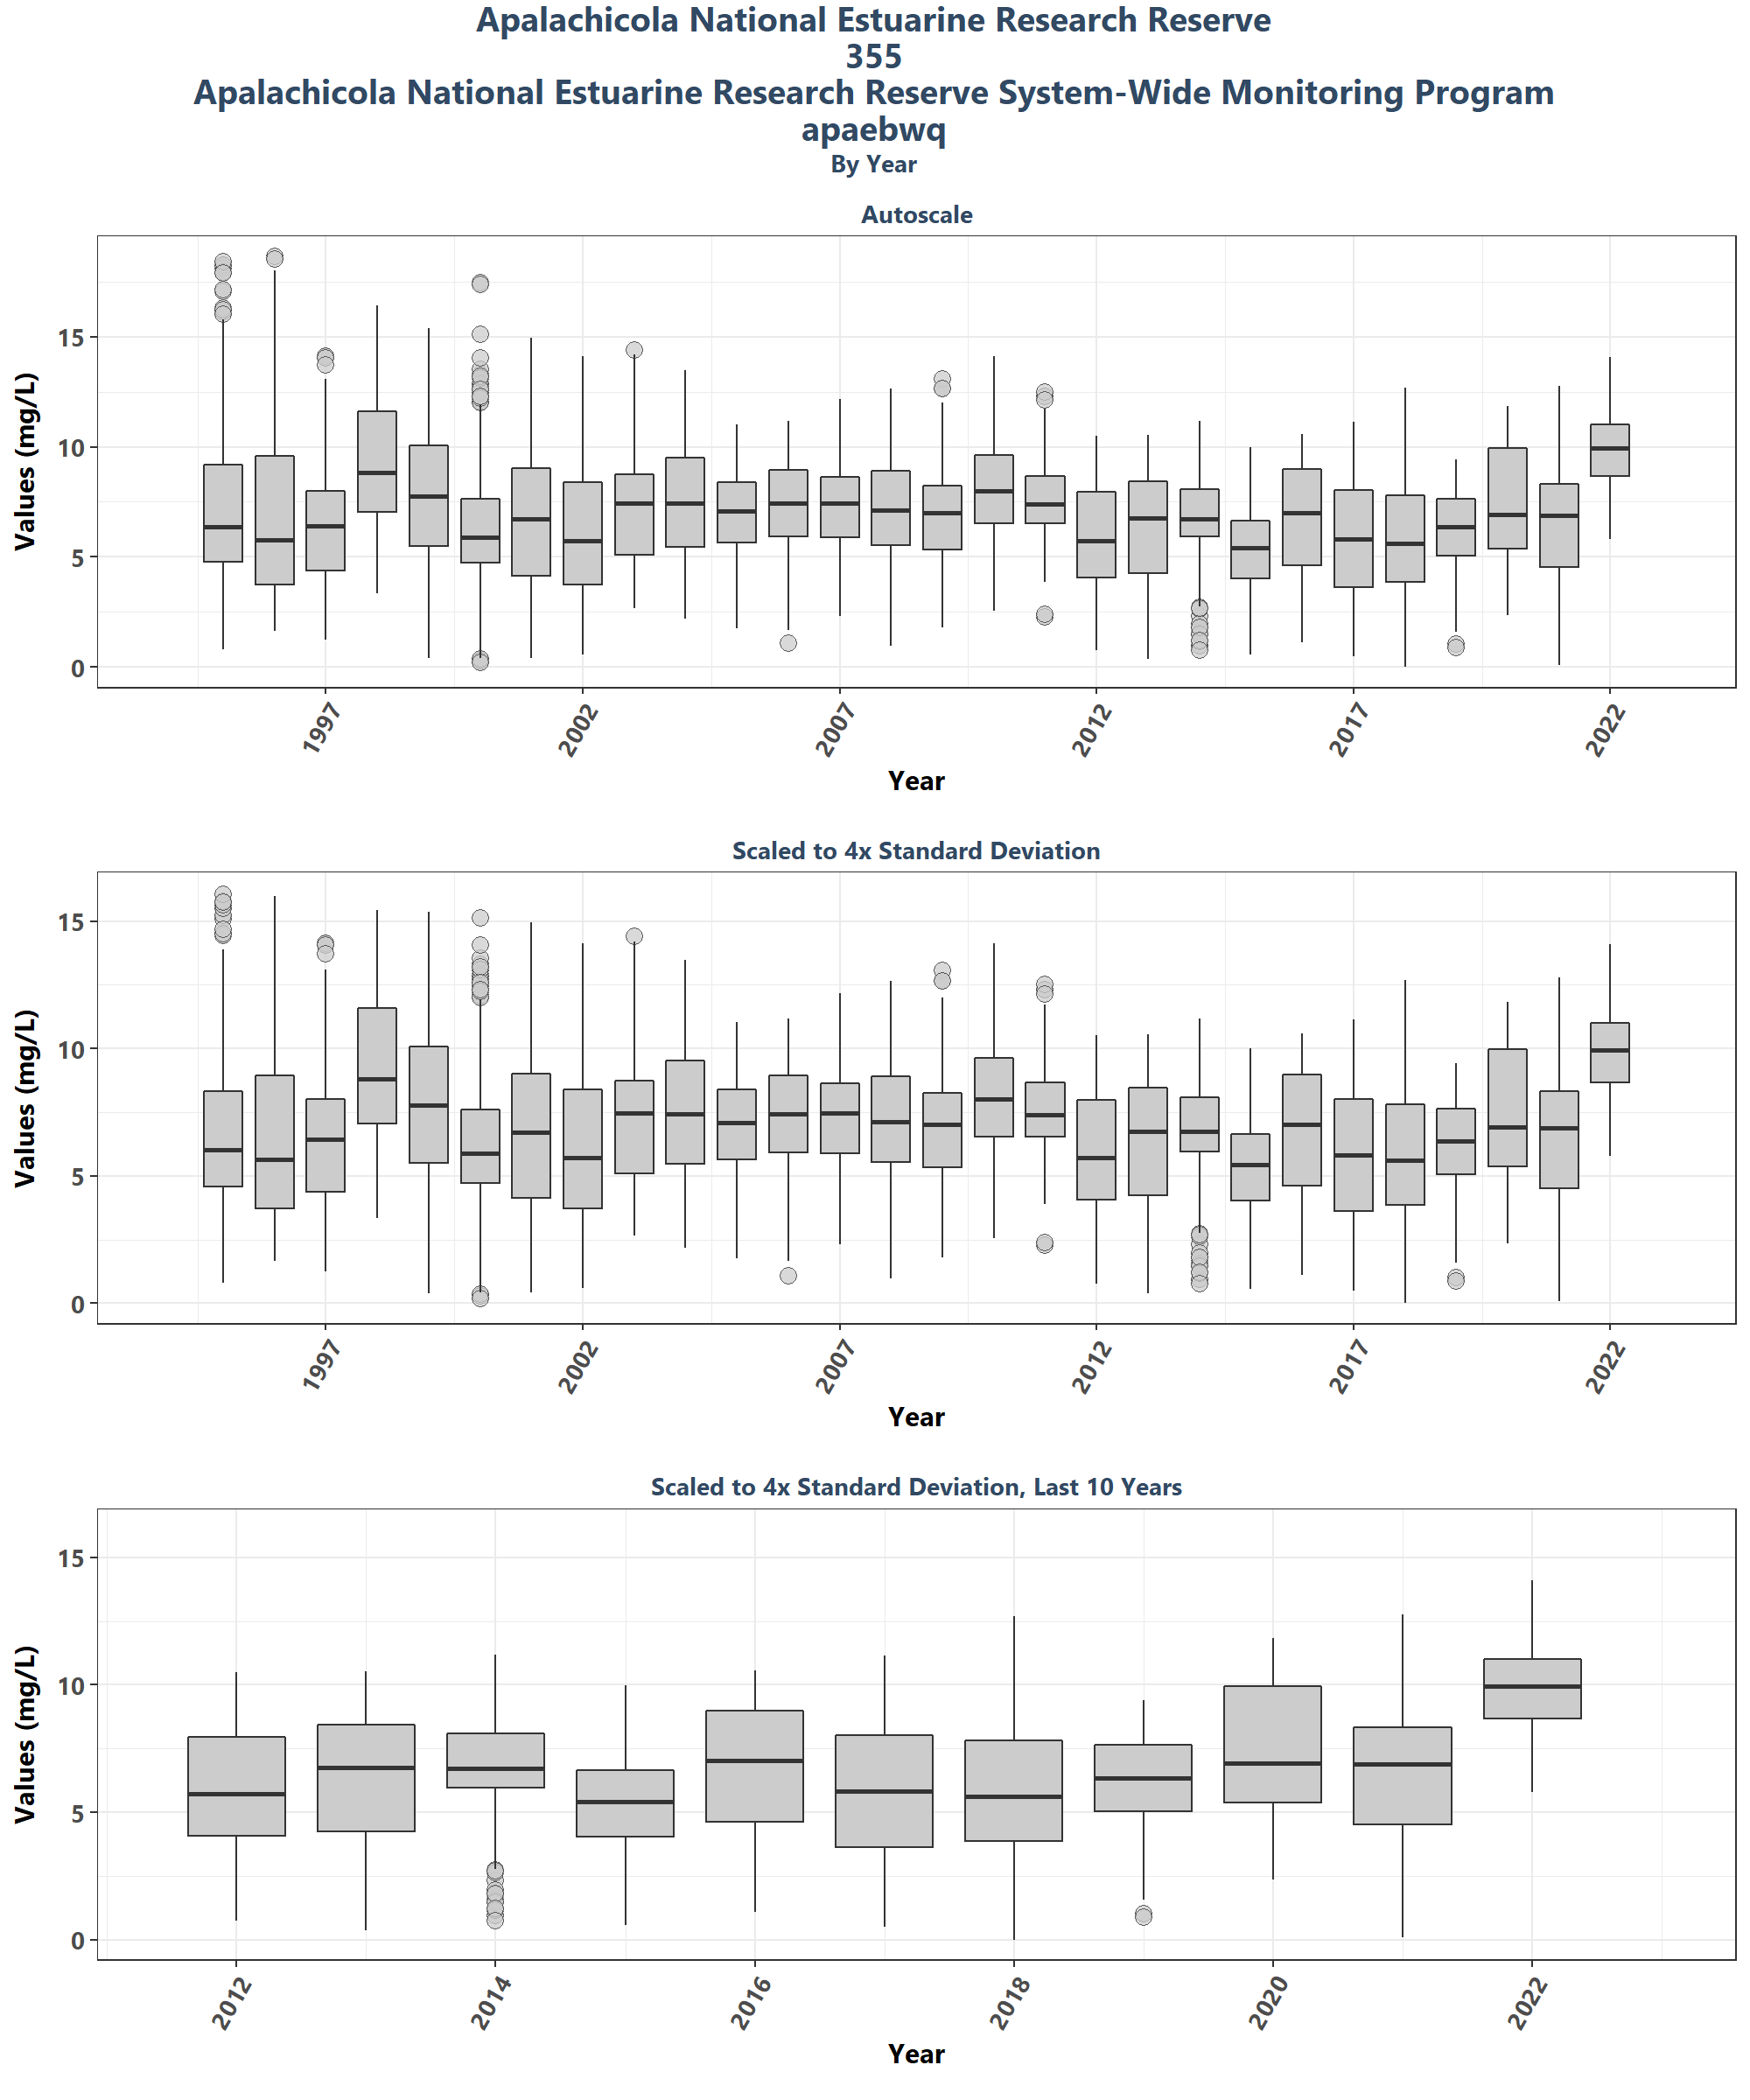 Apalachicola National Estuarine Research Reserve
355
Apalachicola National Estuarine Research Reserve System-Wide Monitoring Program
apaebwq
By Year
Autoscale
Values (mg/L)
15
10
5
0
1997
2002
2007
2012
2017
2022
Year
Scaled to 4x Standard Deviation
Values (mg/L)
15
10
5
0
1997
2002
2007
2012
2017
2022
Year
Scaled to 4x Standard Deviation, Last 10 Years
Values (mg/L)
15
10
5
0
2012
2014
2016
2018
2020
2022
Year